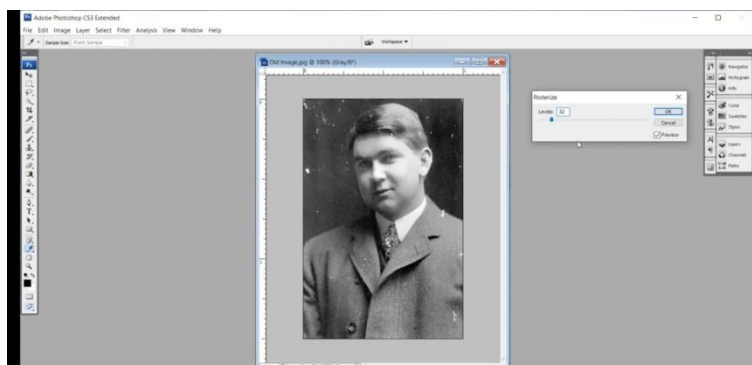 Adobe Photoshop CS3 Extended
File Edit Image Layer Select Filter Analysis View Window Help
Sample Size: Point Sample
Workspace
Old Image.jpg @ 100% (Gray/8*)
Posterize
Levels: 32
OK
Cancel
Preview
Navigator
Histogram
Info
Color
Swatches
Styles
Layers
Channels
Paths
Ps